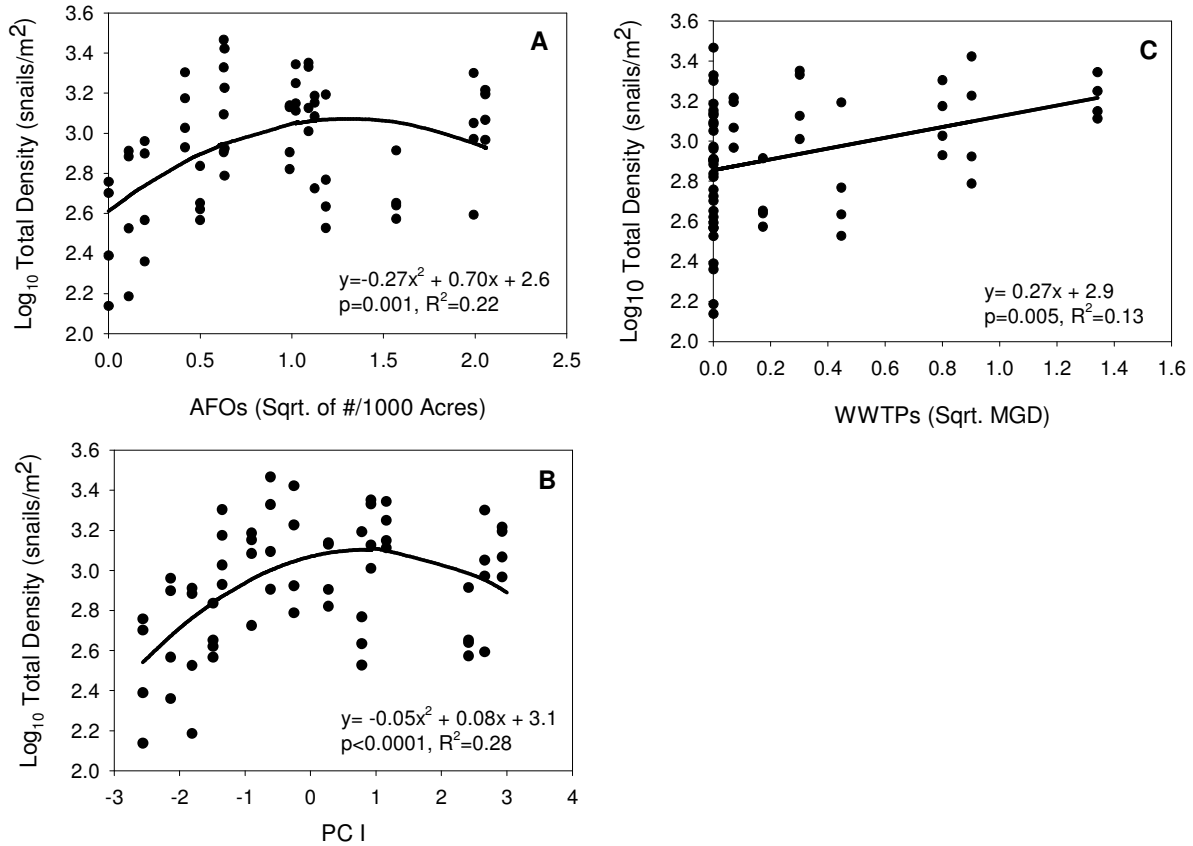 A
Log10 Total Density (snails/m2)
3.6
3.4
3.2
3.0
2.8
2.6
2.4
2.2
2.0
y=-0.27x2 + 0.70x + 2.6
p=0.001, R2=0.22
0.0 0.5 1.0 1.5 2.0 2.5
AFOs (Sqrt. of #/1000 Acres)
C
Log10 Total Density (snails/m2)
3.6
3.4
3.2
3.0
2.8
2.6
2.4
2.2
2.0
y= 0.27x + 2.9
p=0.005, R2=0.13
0.0 0.2 0.4 0.6 0.8 1.0 1.2 1.4 1.6
WWTPs (Sqrt. MGD)
B
Log10 Total Density (snails/m2)
3.6
3.4
3.2
3.0
2.8
2.6
2.4
2.2
2.0
y= -0.05x2 + 0.08x + 3.1
p<0.0001, R2=0.28
-3 -2 -1 0 1 2 3 4
PC I